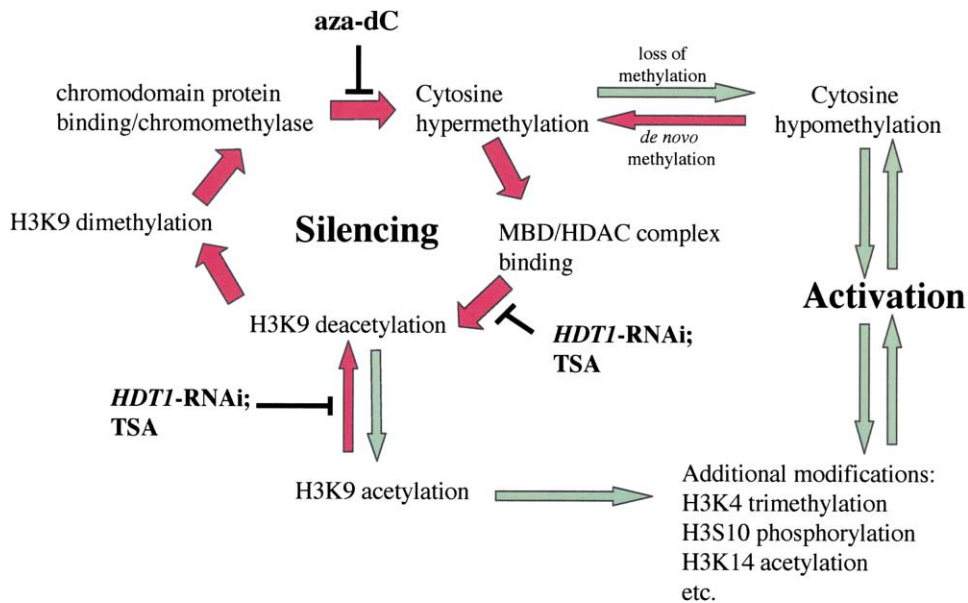 aza-dC
loss of
methylation
chromodomain protein
binding/chromomethylase
Cytosine
hypermethylation
Cytosine
hypomethylation
de novo
methylation
H3K9 dimethylation
Silencing
MBD/HDAC complex
binding
Activation
H3K9 deacetylation
HDT1-RNAi;
TSA
HDT1-RNAi;
TSA
H3K9 acetylation
Additional modifications:
H3K4 trimethylation
H3S10 phosphorylation
H3K14 acetylation
etc.